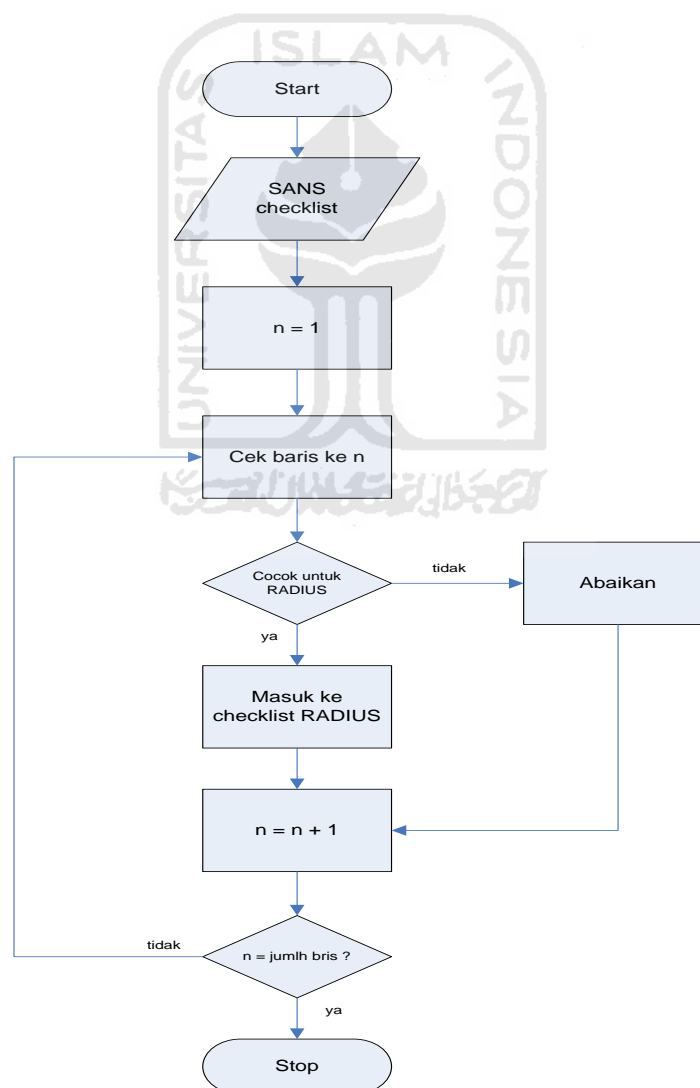 ISLAM
UNIVERSITAS
INDONESIA
Start
SANS
checklist
n = 1
Cek baris ke n
Cocok untuk
RADIUS
tidak
Abaikan
ya
Masuk ke
checklist RADIUS
n = n + 1
tidak
n = jumlh bris ?
ya
Stop